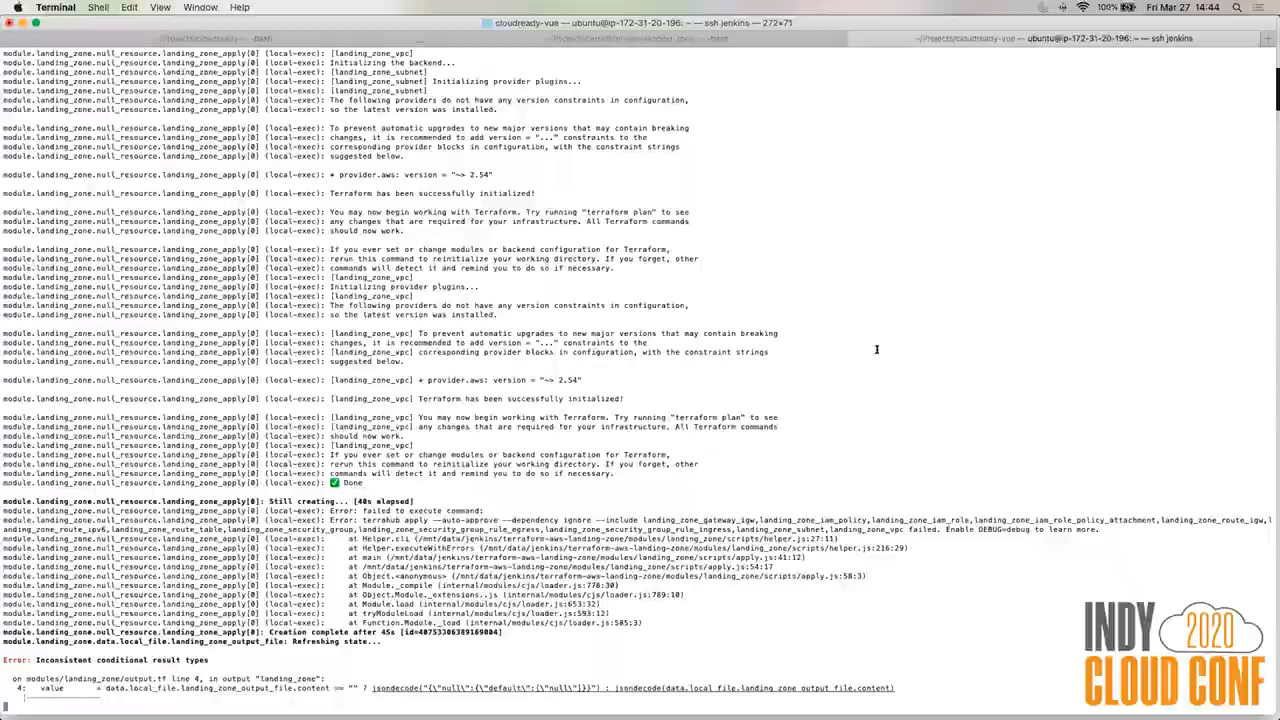 Terminal Shell Edit View Window Help 100% Fri Mar 27 14:44
cloudready-vue — ubuntu@ip-172-31-20-196: ~ — ssh jenkins — 272×71
~/Projects/cloudready-vue — ubuntu@ip-172-31-20-196: ~ — ssh jenkins
module.landing_zone.null_resource.landing_zone_apply[0] (local-exec): [landing_zone_vpc]
module.landing_zone.null_resource.landing_zone_apply[0] (local-exec): Initializing the backend...
module.landing_zone.null_resource.landing_zone_apply[0] (local-exec): [landing_zone_subnet]
module.landing_zone.null_resource.landing_zone_apply[0] (local-exec): [landing_zone_subnet] Initializing provider plugins...
module.landing_zone.null_resource.landing_zone_apply[0] (local-exec): [landing_zone_subnet]
module.landing_zone.null_resource.landing_zone_apply[0] (local-exec): The following providers do not have any version constraints in configuration,
module.landing_zone.null_resource.landing_zone_apply[0] (local-exec): so the latest version was installed.
module.landing_zone.null_resource.landing_zone_apply[0] (local-exec): To prevent automatic upgrades to new major versions that may contain breaking
module.landing_zone.null_resource.landing_zone_apply[0] (local-exec): changes, it is recommended to add version = "..." constraints to the
module.landing_zone.null_resource.landing_zone_apply[0] (local-exec): corresponding provider blocks in configuration, with the constraint strings
module.landing_zone.null_resource.landing_zone_apply[0] (local-exec): suggested below.
module.landing_zone.null_resource.landing_zone_apply[0] (local-exec): * provider.aws: version = "~> 2.54"
module.landing_zone.null_resource.landing_zone_apply[0] (local-exec): Terraform has been successfully initialized!
module.landing_zone.null_resource.landing_zone_apply[0] (local-exec): You may now begin working with Terraform. Try running "terraform plan" to see
module.landing_zone.null_resource.landing_zone_apply[0] (local-exec): any changes that are required for your infrastructure. All Terraform commands
module.landing_zone.null_resource.landing_zone_apply[0] (local-exec): should now work.
module.landing_zone.null_resource.landing_zone_apply[0] (local-exec): If you ever set or change modules or backend configuration for Terraform,
module.landing_zone.null_resource.landing_zone_apply[0] (local-exec): rerun this command to reinitialize your working directory. If you forget, other
module.landing_zone.null_resource.landing_zone_apply[0] (local-exec): commands will detect it and remind you to do so if necessary.
module.landing_zone.null_resource.landing_zone_apply[0] (local-exec): [landing_zone_vpc]
module.landing_zone.null_resource.landing_zone_apply[0] (local-exec): Initializing provider plugins...
module.landing_zone.null_resource.landing_zone_apply[0] (local-exec): [landing_zone_vpc]
module.landing_zone.null_resource.landing_zone_apply[0] (local-exec): The following providers do not have any version constraints in configuration,
module.landing_zone.null_resource.landing_zone_apply[0] (local-exec): so the latest version was installed.
module.landing_zone.null_resource.landing_zone_apply[0] (local-exec): [landing_zone_vpc] To prevent automatic upgrades to new major versions that may contain breaking
module.landing_zone.null_resource.landing_zone_apply[0] (local-exec): changes, it is recommended to add version = "..." constraints to the
module.landing_zone.null_resource.landing_zone_apply[0] (local-exec): [landing_zone_vpc] corresponding provider blocks in configuration, with the constraint strings
module.landing_zone.null_resource.landing_zone_apply[0] (local-exec): suggested below.
module.landing_zone.null_resource.landing_zone_apply[0] (local-exec): [landing_zone_vpc] * provider.aws: version = "~> 2.54"
module.landing_zone.null_resource.landing_zone_apply[0] (local-exec): [landing_zone_vpc] Terraform has been successfully initialized!
module.landing_zone.null_resource.landing_zone_apply[0] (local-exec): [landing_zone_vpc] You may now begin working with Terraform. Try running "terraform plan" to see
module.landing_zone.null_resource.landing_zone_apply[0] (local-exec): [landing_zone_vpc] any changes that are required for your infrastructure. All Terraform commands
module.landing_zone.null_resource.landing_zone_apply[0] (local-exec): should now work.
module.landing_zone.null_resource.landing_zone_apply[0] (local-exec): [landing_zone_vpc]
module.landing_zone.null_resource.landing_zone_apply[0] (local-exec): If you ever set or change modules or backend configuration for Terraform,
module.landing_zone.null_resource.landing_zone_apply[0] (local-exec): rerun this command to reinitialize your working directory. If you forget, other
module.landing_zone.null_resource.landing_zone_apply[0] (local-exec): commands will detect it and remind you to do so if necessary.
module.landing_zone.null_resource.landing_zone_apply[0] (local-exec): ✅ Done
module.landing_zone.null_resource.landing_zone_apply[0]: Still creating... [40s elapsed]
module.landing_zone.null_resource.landing_zone_apply[0] (local-exec): Error: failed to execute command:
module.landing_zone.null_resource.landing_zone_apply[0] (local-exec): Error: terrahub apply --auto-approve --dependency ignore --include landing_zone_gateway_igw,landing_zone_iam_policy,landing_zone_iam_role,landing_zone_iam_role_policy_attachment,landing_zone_route_igw,l
anding_zone_route_ipv6,landing_zone_route_table,landing_zone_security_group,landing_zone_security_group_rule_egress,landing_zone_security_group_rule_ingress,landing_zone_subnet,landing_zone_vpc failed. Enable DEBUG=debug to learn more.
module.landing_zone.null_resource.landing_zone_apply[0] (local-exec): at Helper.cli (/mnt/data/jenkins/terraform-aws-landing-zone/modules/landing_zone/scripts/helper.js:27:11)
module.landing_zone.null_resource.landing_zone_apply[0] (local-exec): at Helper.executeWithErrors (/mnt/data/jenkins/terraform-aws-landing-zone/modules/landing_zone/scripts/helper.js:216:29)
module.landing_zone.null_resource.landing_zone_apply[0] (local-exec): at main (/mnt/data/jenkins/terraform-aws-landing-zone/modules/landing_zone/scripts/apply.js:41:12)
module.landing_zone.null_resource.landing_zone_apply[0] (local-exec): at /mnt/data/jenkins/terraform-aws-landing-zone/modules/landing_zone/scripts/apply.js:54:17
module.landing_zone.null_resource.landing_zone_apply[0] (local-exec): at Object.<anonymous> (/mnt/data/jenkins/terraform-aws-landing-zone/modules/landing_zone/scripts/apply.js:58:3)
module.landing_zone.null_resource.landing_zone_apply[0] (local-exec): at Module._compile (internal/modules/cjs/loader.js:778:30)
module.landing_zone.null_resource.landing_zone_apply[0] (local-exec): at Object.Module._extensions..js (internal/modules/cjs/loader.js:789:10)
module.landing_zone.null_resource.landing_zone_apply[0] (local-exec): at Module.load (internal/modules/cjs/loader.js:653:32)
module.landing_zone.null_resource.landing_zone_apply[0] (local-exec): at tryModuleLoad (internal/modules/cjs/loader.js:593:12)
module.landing_zone.null_resource.landing_zone_apply[0] (local-exec): at Function.Module._load (internal/modules/cjs/loader.js:585:3)
module.landing_zone.null_resource.landing_zone_apply[0]: Creation complete after 45s [id=4075330638916904]
module.landing_zone.data.local_file.landing_zone_output_file: Refreshing state...
Error: Inconsistent conditional result types
on modules/landing_zone/output.tf line 4, in output "landing_zone":
4: value = data.local_file.landing_zone_output_file.content == "" ? jsondecode("{\"null\":{\"default\":[\"null\"]}}") : jsondecode(data.local_file.landing_zone_output_file.content)
INDY 2020
CLOUD CONF